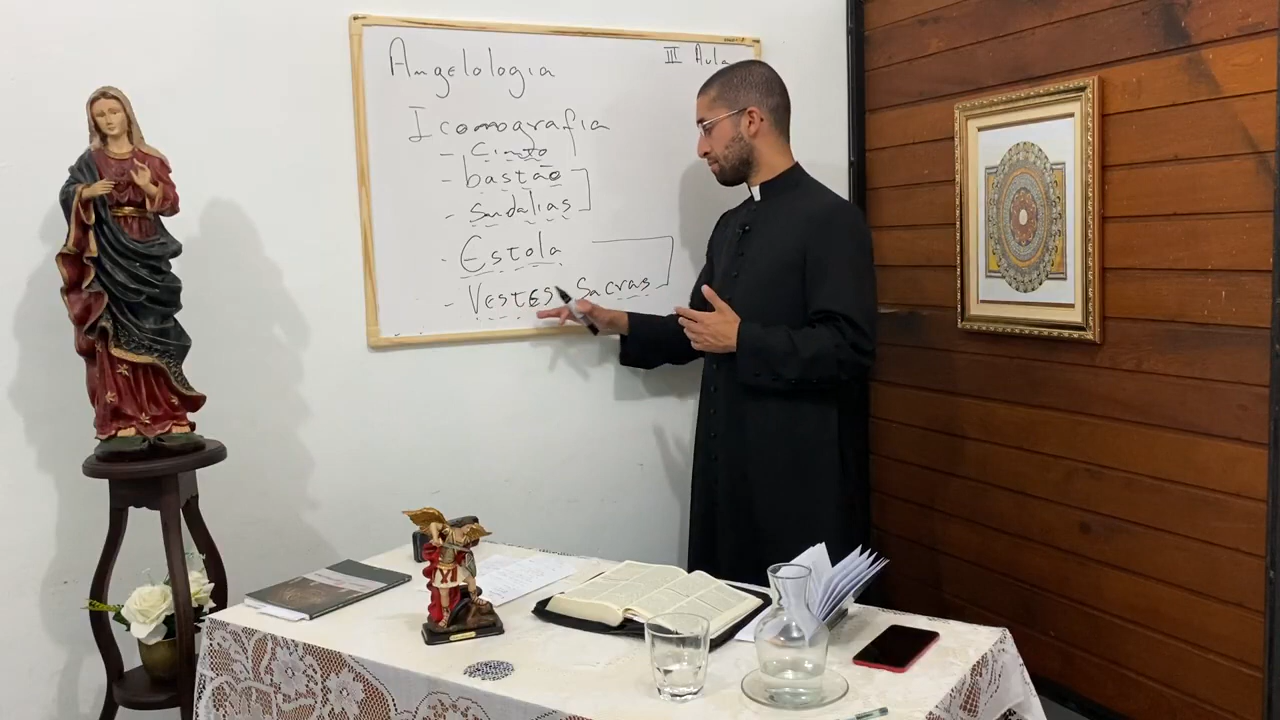 Angelologia
III Aula
Iconografia
- Cinto
- bastão
- Sandalias
- Estola
- Vestes Sacras